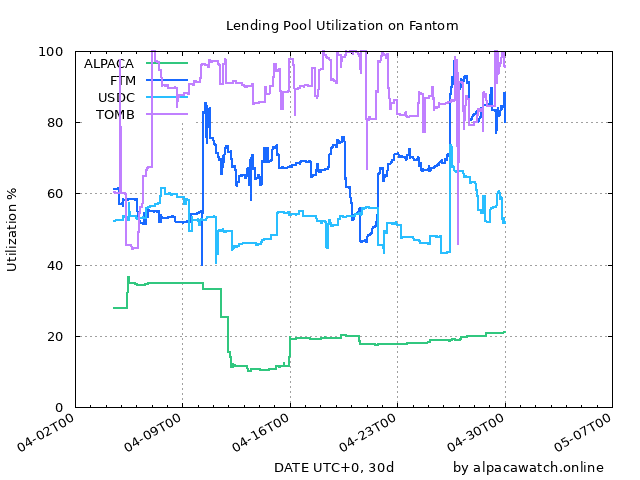 Lending Pool Utilization on Fantom
100
80
60
40
20
0
Utilization %
ALPACA
FTM
USDC
TOMB
04-02T00
04-09T00
04-16T00
04-23T00
04-30T00
05-07T00
DATE UTC+0, 30d
by alpacawatch.online